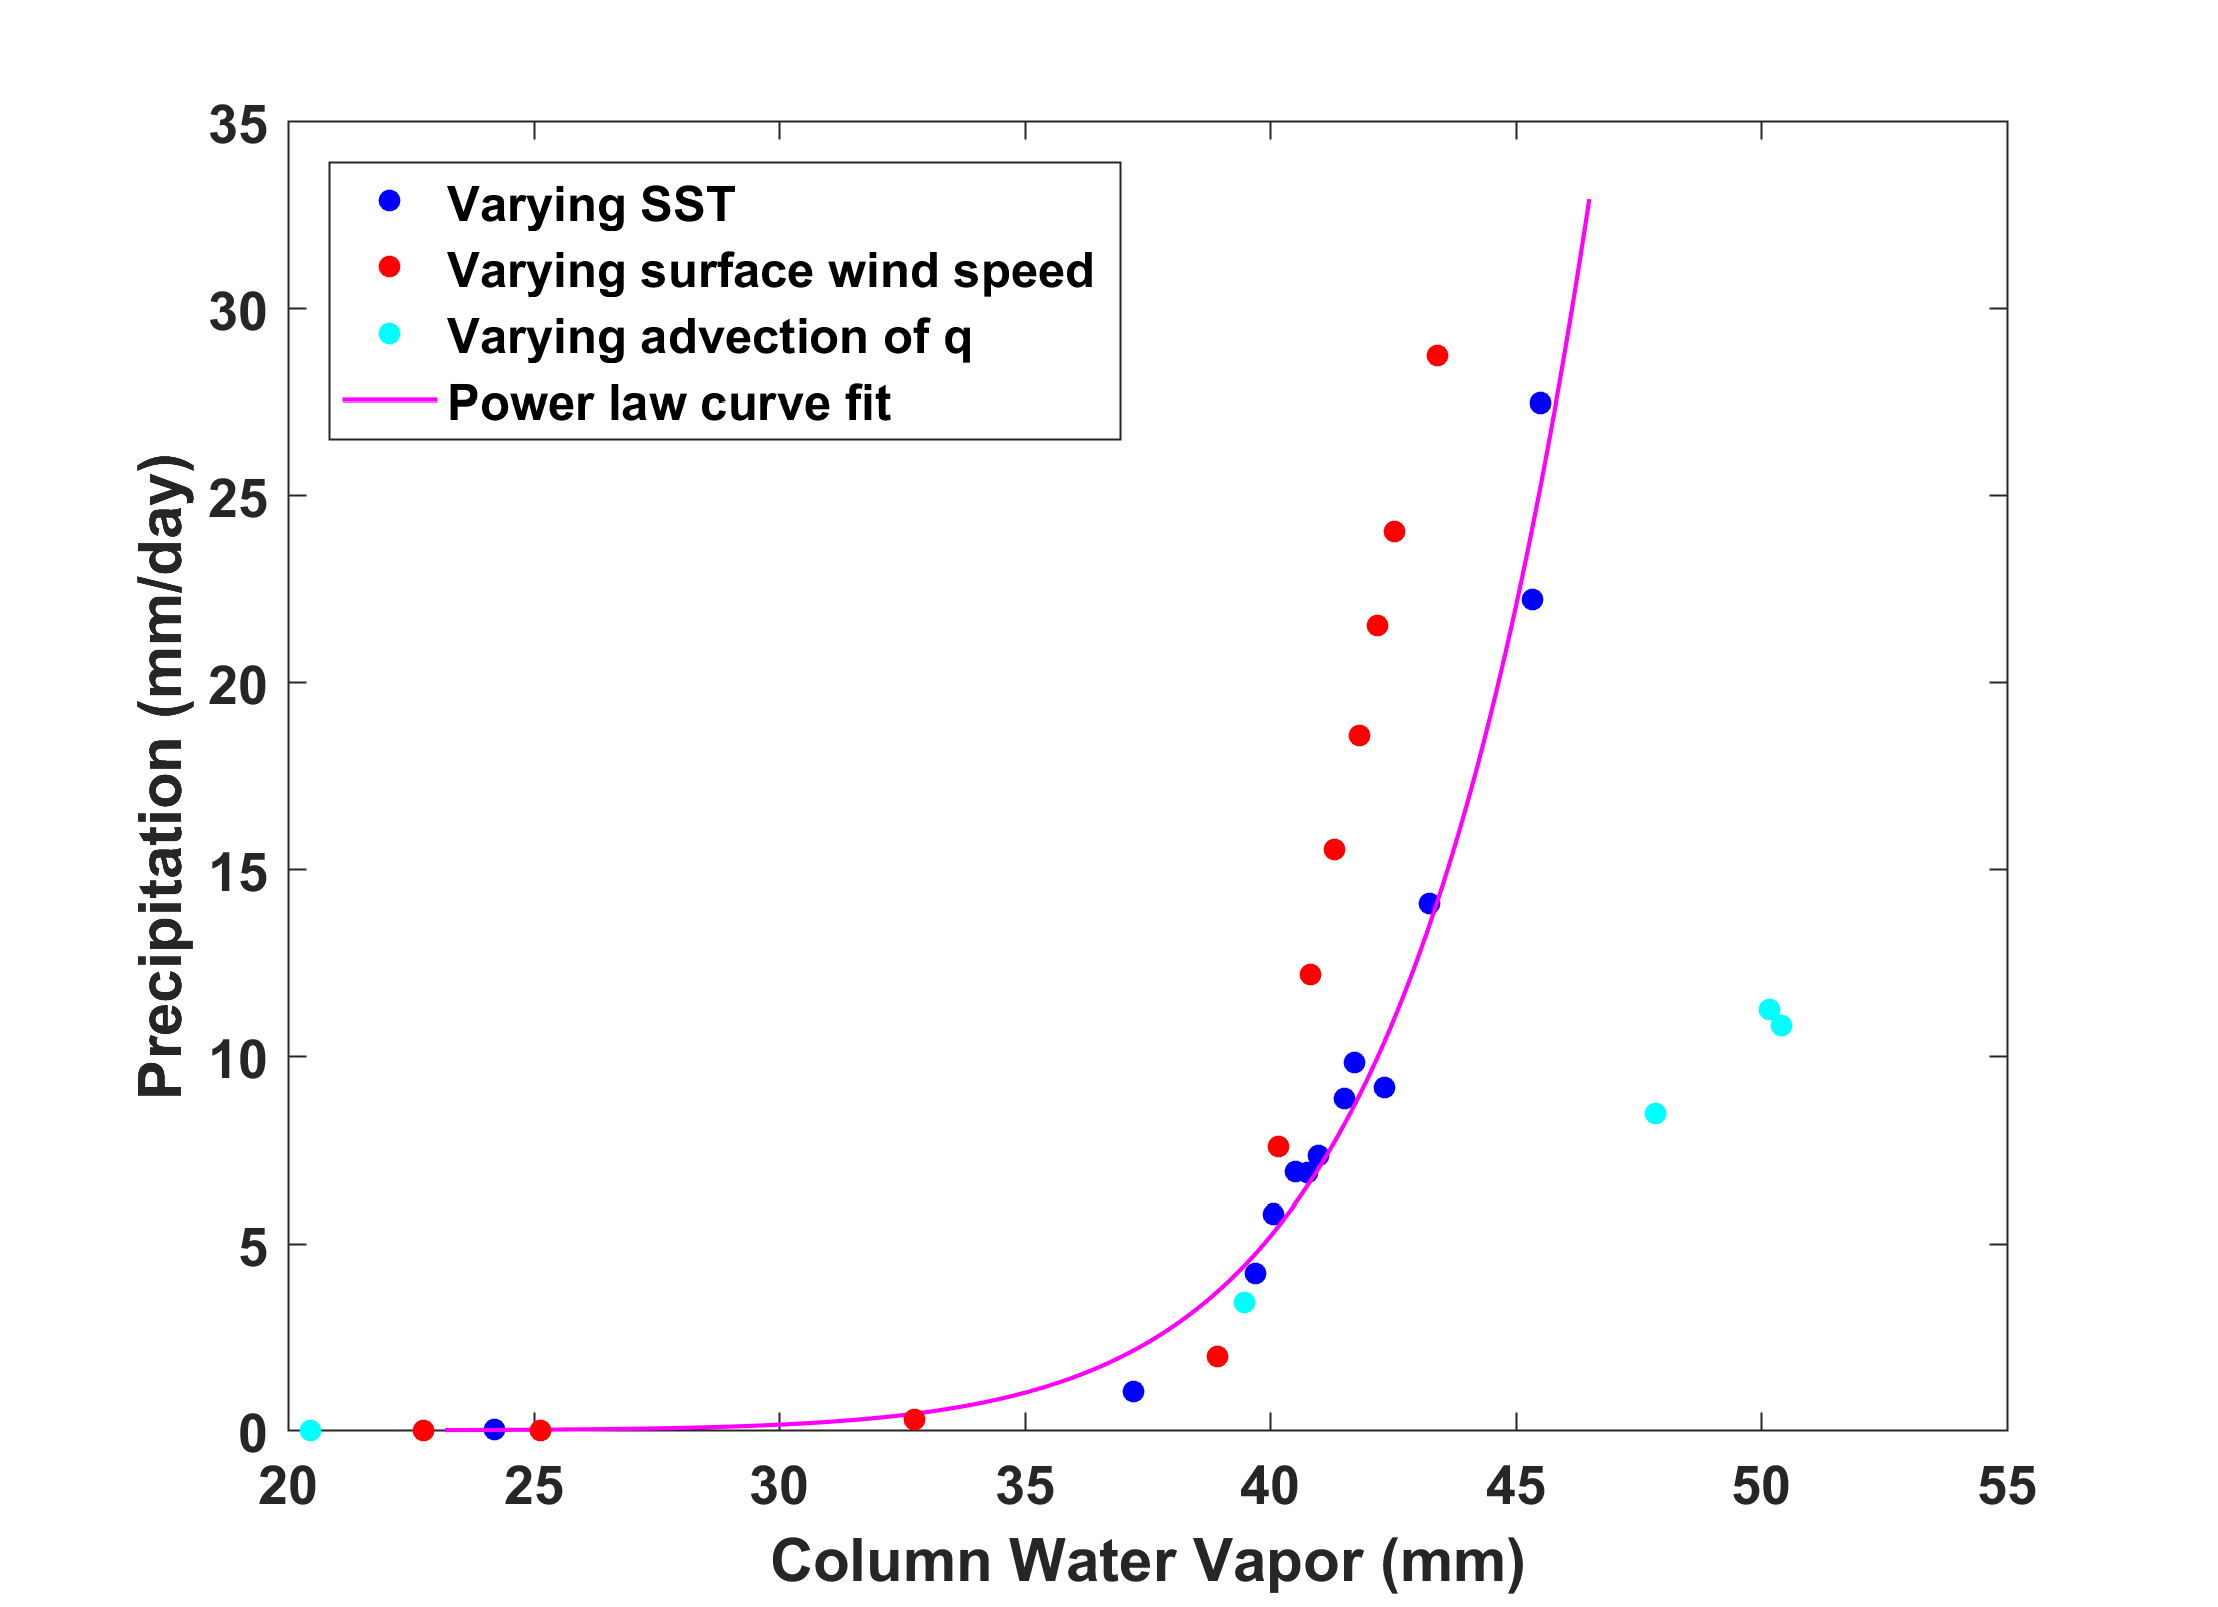 35
30
25
20
15
10
5
0
Precipitation (mm/day)
Varying SST
Varying surface wind speed
Varying advection of q
Power law curve fit
20 25 30 35 40 45 50 55
Column Water Vapor (mm)